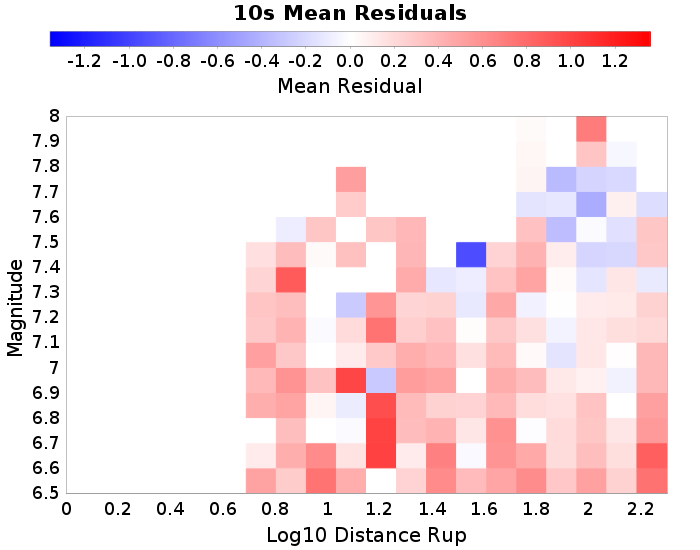 10s Mean Residuals
-1.2 -1.0 -0.8 -0.6 -0.4 -0.2 0.0 0.2 0.4 0.6 0.8 1.0 1.2
Mean Residual
8
7.9
7.8
7.7
7.6
7.5
7.4
7.3
7.2
7.1
7
6.9
6.8
6.7
6.6
6.5
Magnitude
0 0.2 0.4 0.6 0.8 1 1.2 1.4 1.6 1.8 2 2.2
Log10 Distance Rup